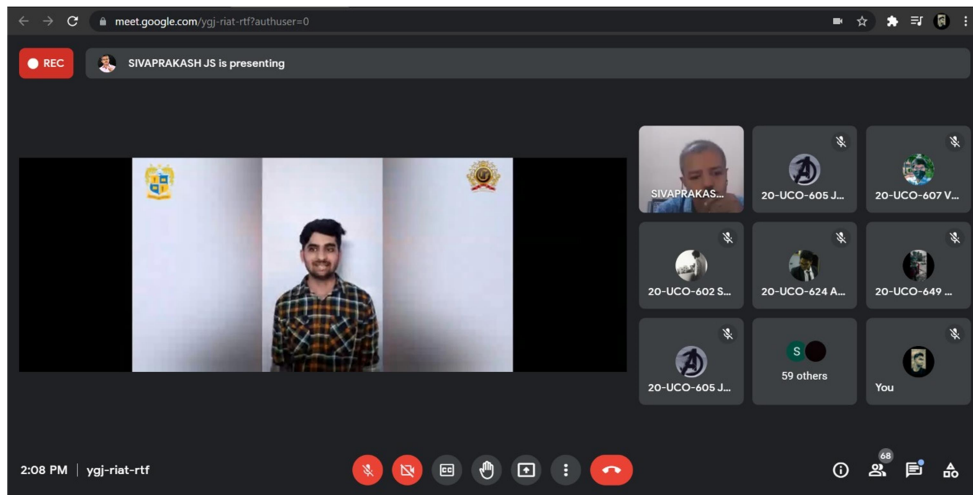 meet.google.com/ygj-riat-rtf?authuser=0
REC
SIVAPRAKASH JS is presenting
SIVAPRAKAS...
20-UCO-605 J...
20-UCO-607 V...
20-UCO-602 S...
20-UCO-624 A...
20-UCO-649 ...
20-UCO-605 J...
S
59 others
You
2:08 PM | ygj-riat-rtf
CC
68